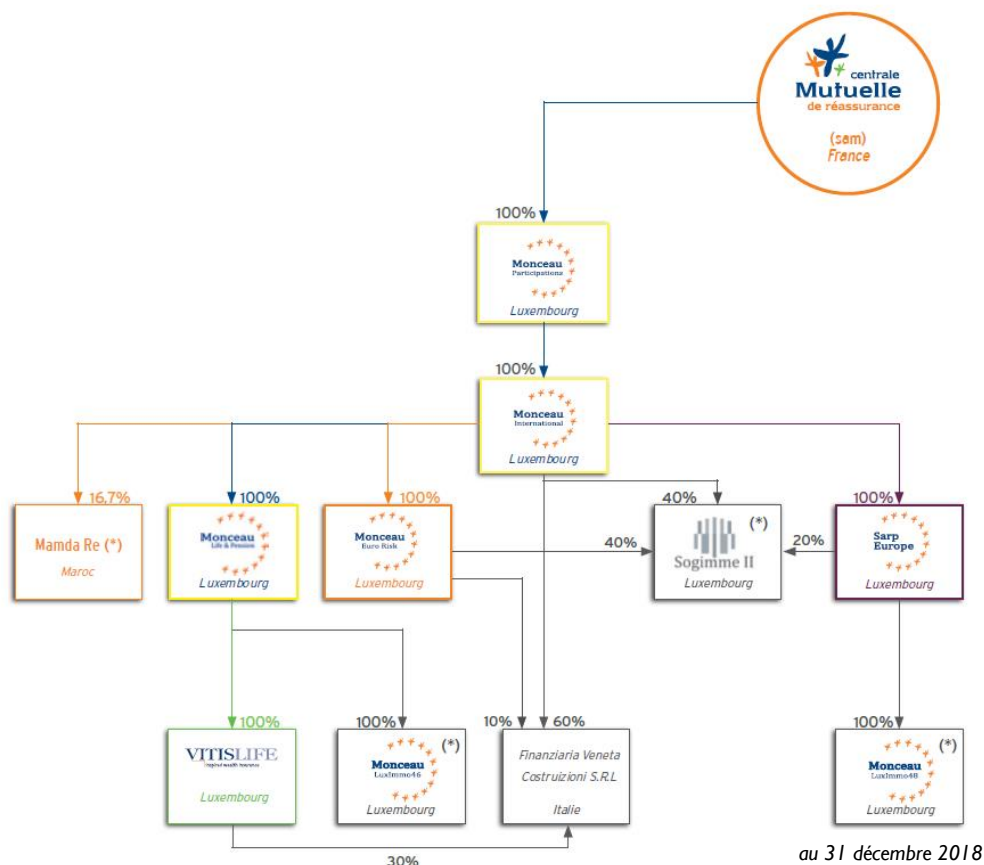 centrale
Mutuelle
de réassurance
(sam)
France
100%
Monceau
Participations
Luxembourg
100%
Monceau
International
Luxembourg
16,7%
Mamda Re (*)
Maroc
100%
Monceau
Life & Pension
Luxembourg
100%
Monceau
Euro Risk
Luxembourg
40%
40%
(*)
Sogimme II
Luxembourg
20%
100%
Sarp
Europe
Luxembourg
100%
VITISLIFE
Luxembourg
100%
(*)
Monceau
LuxImmo46
Luxembourg
10%
60%
Finanziaria Veneta
Costruizioni S.R.L
Italie
100%
(*)
Monceau
Luxembourg
30%
au 31 décembre 2018